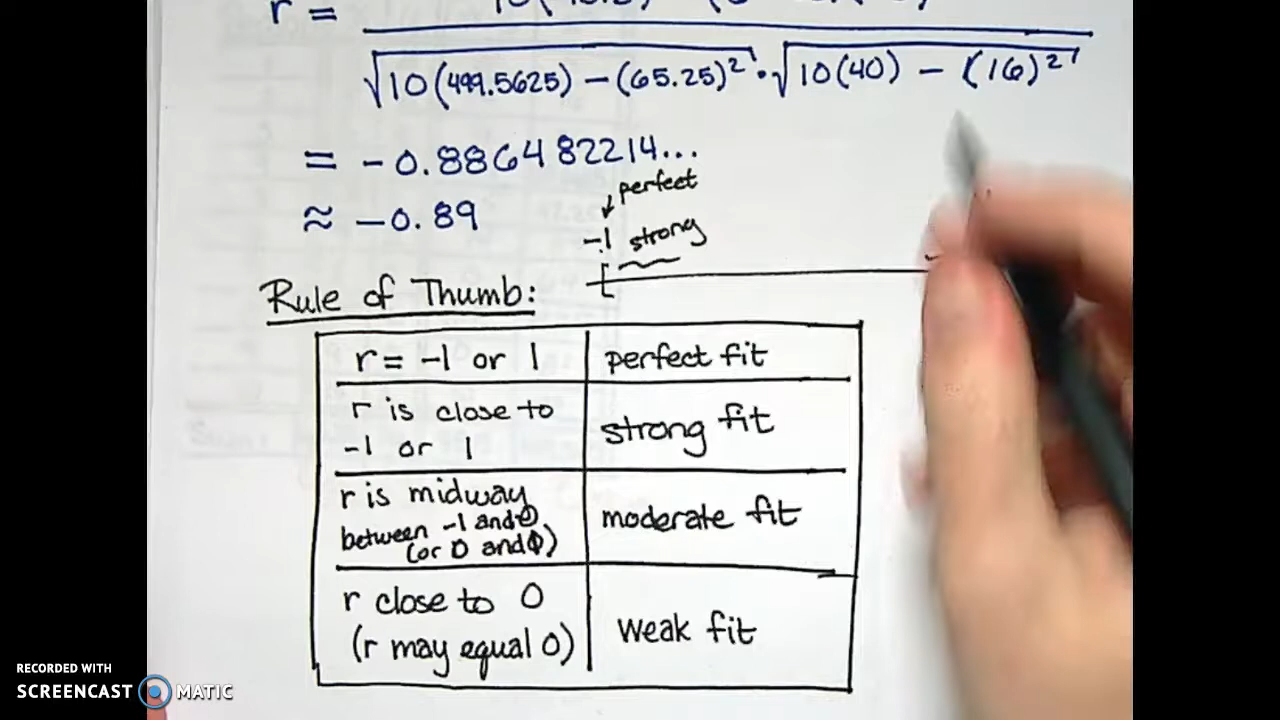 r =
√10(499.5625) – (65.25)² · √10(40) – (16)²
= -0.886482214...
≈ -0.89
perfect
-1 strong
Rule of Thumb:
r = -1 or 1 perfect fit
r is close to
-1 or 1 strong fit
r is midway
between -1 and 0
(or 0 and 1) moderate fit
r close to 0
(r may equal 0) weak fit
RECORDED WITH
SCREENCAST MATIC